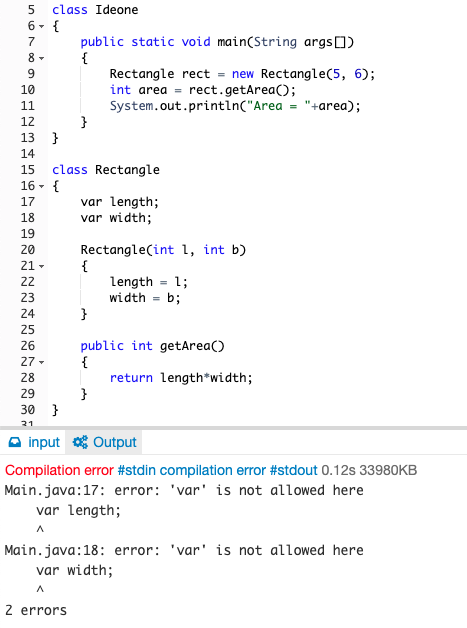 5 class Ideone
6 {
7 public static void main(String args[])
8 {
9 Rectangle rect = new Rectangle(5, 6);
10 int area = rect.getArea();
11 System.out.println("Area = "+area);
12 }
13 }
14
15 class Rectangle
16 {
17 var length;
18 var width;
19
20 Rectangle(int l, int b)
21 {
22 length = l;
23 width = b;
24 }
25
26 public int getArea()
27 {
28 return length*width;
29 }
30 }
31
input Output
Compilation error #stdin compilation error #stdout 0.12s 33980KB
Main.java:17: error: 'var' is not allowed here
var length;
^
Main.java:18: error: 'var' is not allowed here
var width;
^
2 errors